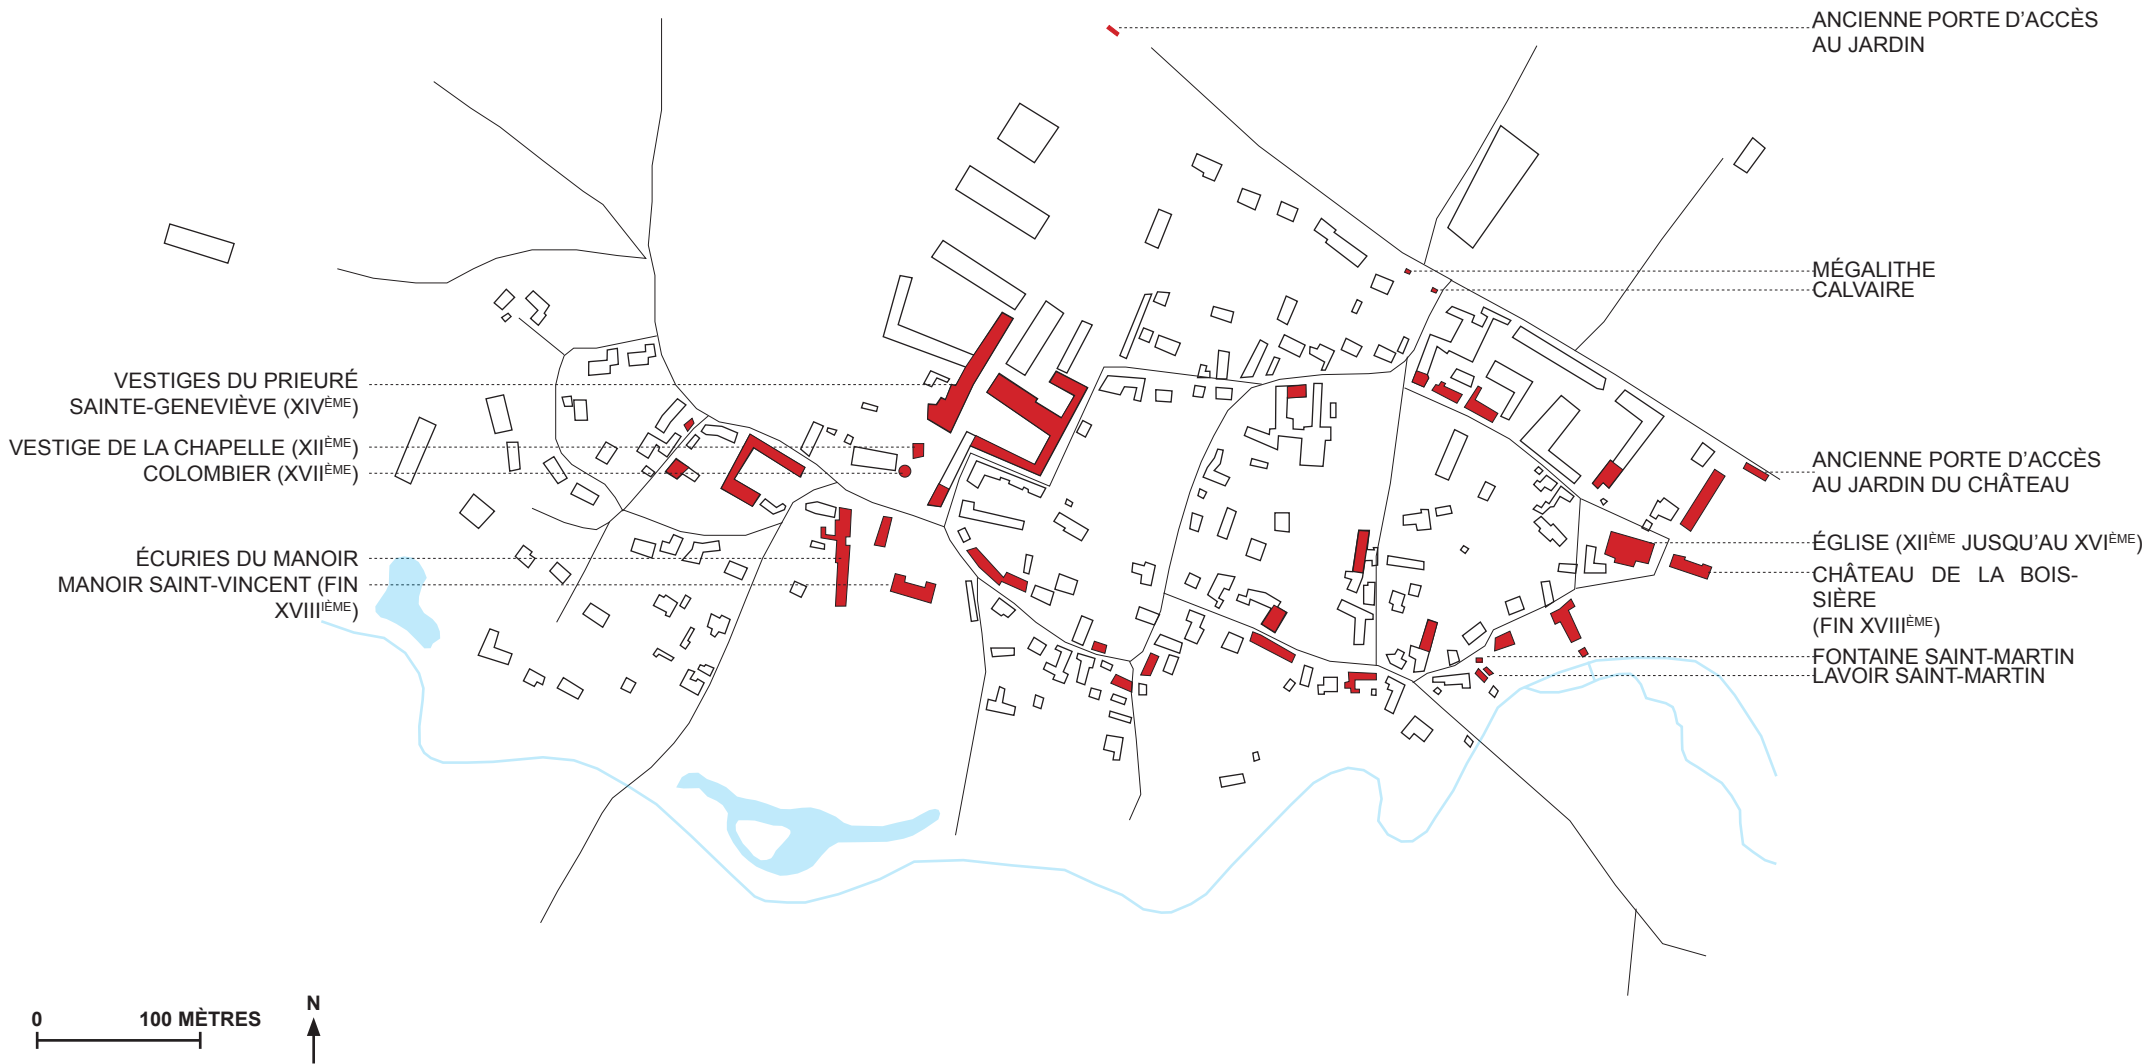 ANCIENNE PORTE D'ACCÈS
AU JARDIN
MÉGALITHE
CALVAIRE
VESTIGES DU PRIEURÉ
SAINTE-GENEVIÈVE (XIVÈME)
VESTIGE DE LA CHAPELLE (XIIÈME)
COLOMBIER (XVIIÈME)
ÉCURIES DU MANOIR
MANOIR SAINT-VINCENT (FIN
XVIIIIÈME)
ANCIENNE PORTE D'ACCÈS
AU JARDIN DU CHÂTEAU
ÉGLISE (XIIÈME JUSQU'AU XVIÈME)
CHÂTEAU DE LA BOIS-
SIÈRE
(FIN XVIIIÈME)
FONTAINE SAINT-MARTIN
LAVOIR SAINT-MARTIN
0 100 MÈTRES
N